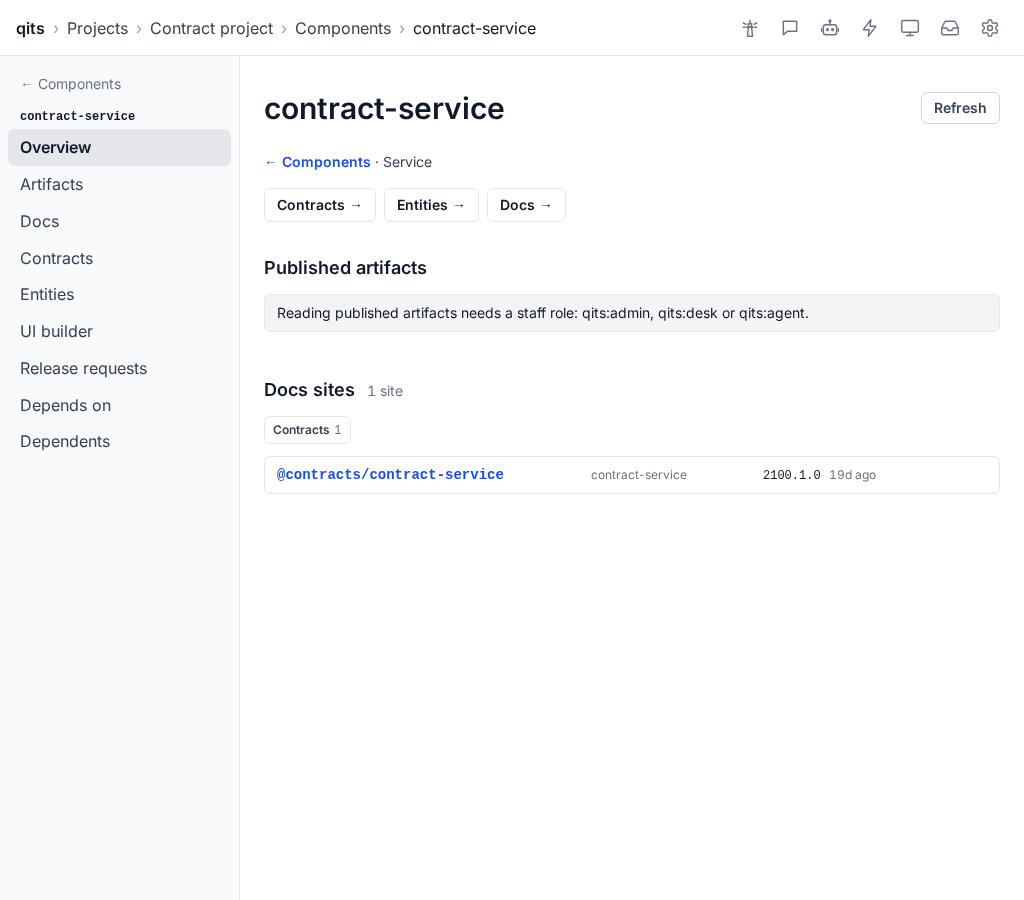 qits › Projects › Contract project › Components › contract-service
← Components
contract-service
Overview
Artifacts
Docs
Contracts
Entities
UI builder
Release requests
Depends on
Dependents
contract-service
Refresh
← Components · Service
Contracts → Entities → Docs →
Published artifacts
Reading published artifacts needs a staff role: qits:admin, qits:desk or qits:agent.
Docs sites 1 site
Contracts 1
@contracts/contract-service contract-service 2100.1.0 19d ago